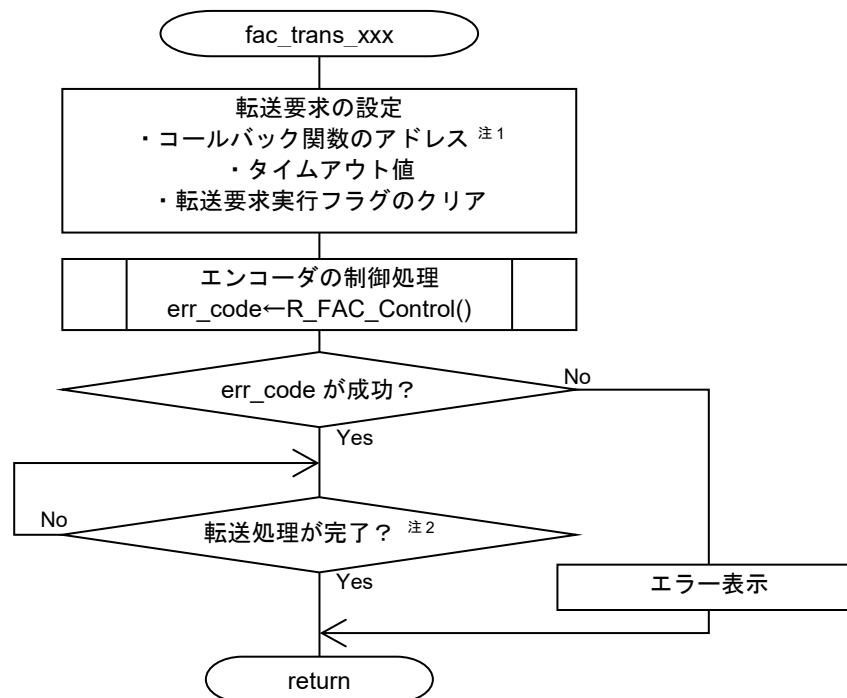 fac_trans_xxx
転送要求の設定
・コールバック関数のアドレス 注1
・タイムアウト値
・転送要求実行フラグのクリア
エンコーダの制御処理
err_code←R_FAC_Control()
err_code が成功？
No
Yes
No
転送処理が完了？ 注2
Yes
エラー表示
return